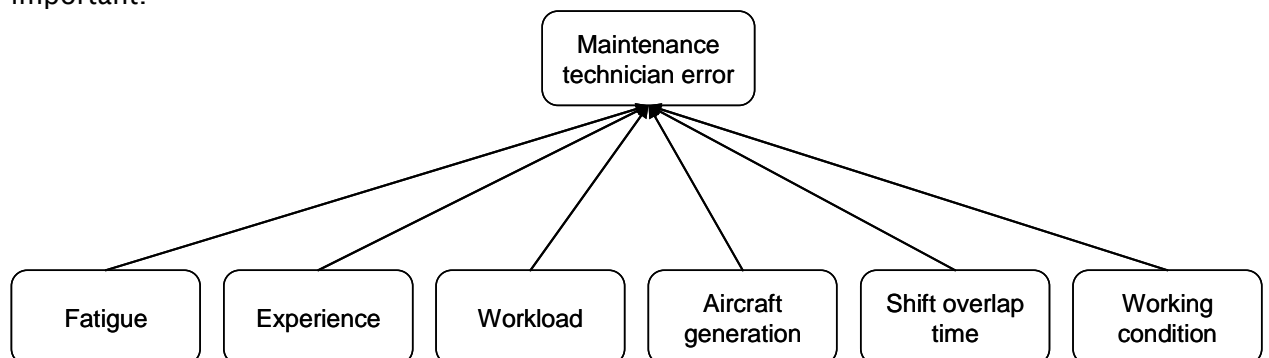 important.
Maintenance
technician error
Fatigue
Experience
Workload
Aircraft
generation
Shift overlap
time
Working
condition